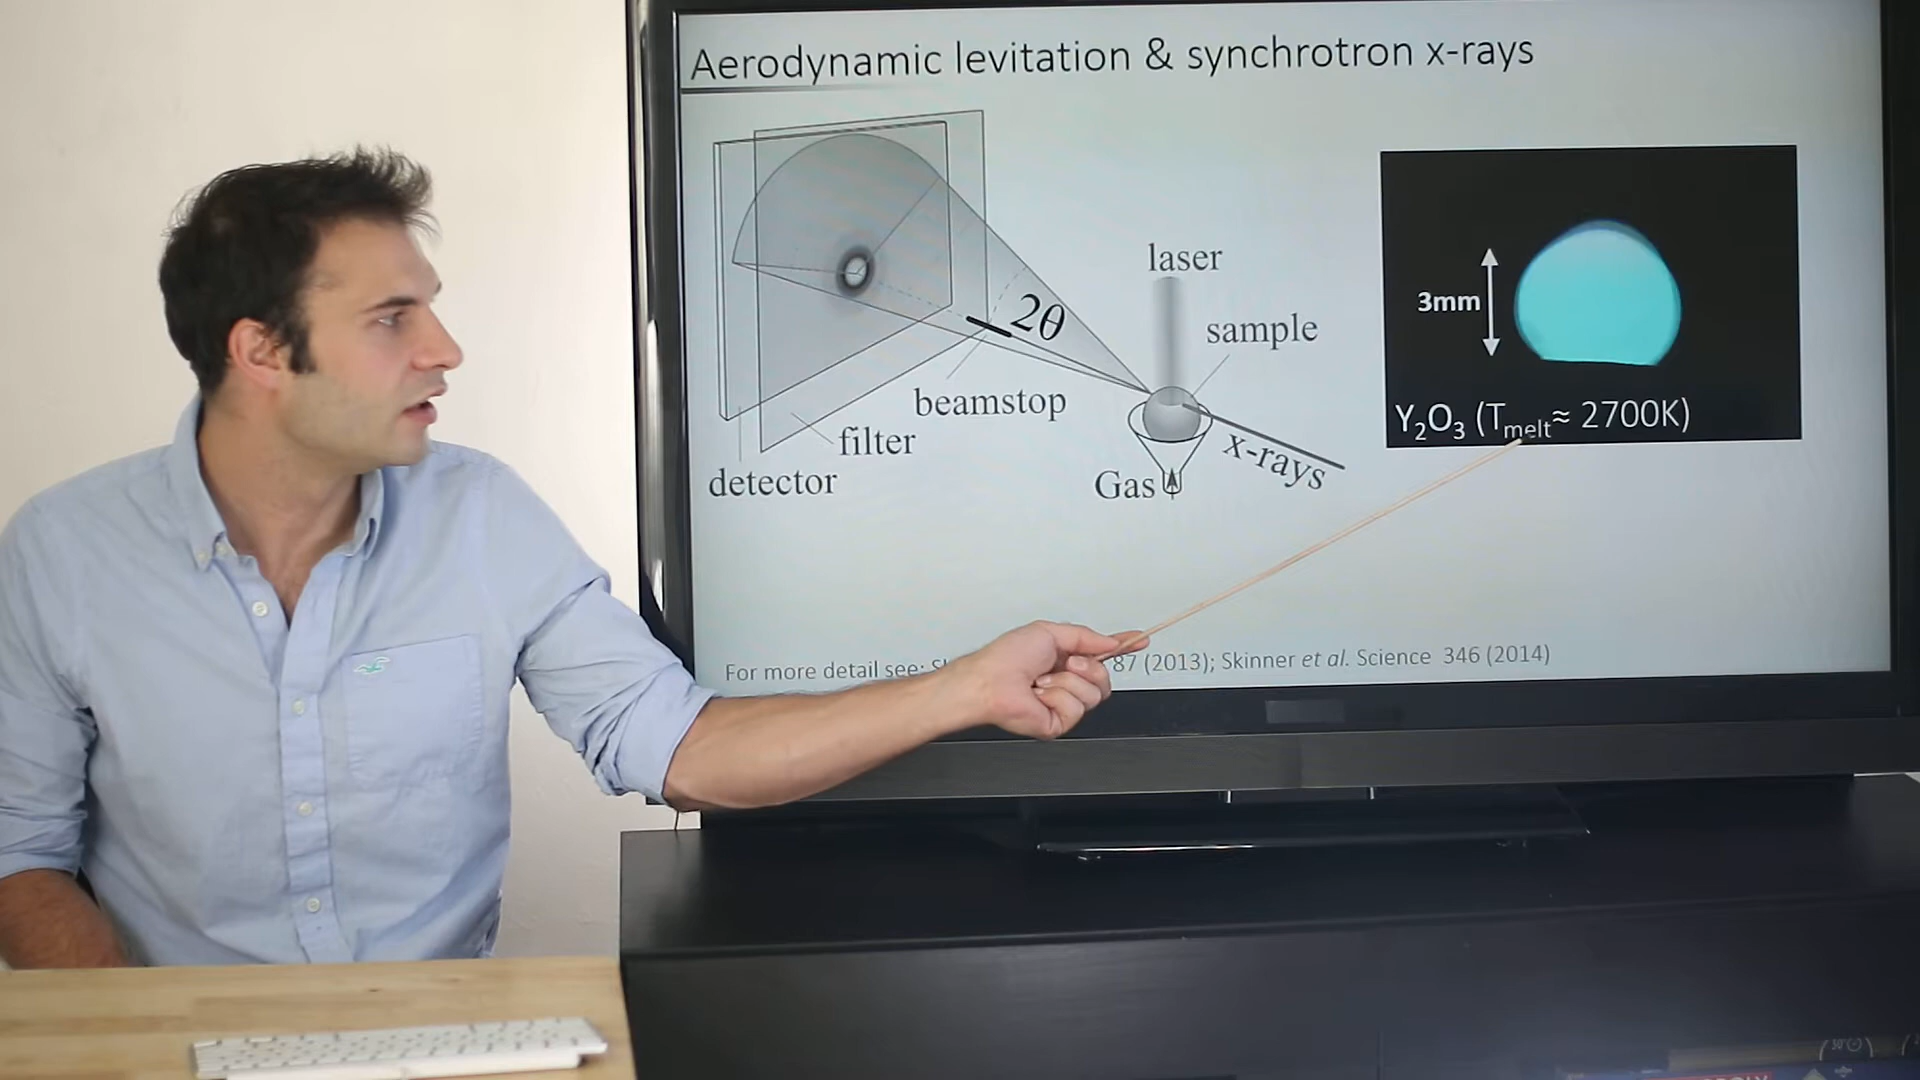 Aerodynamic levitation & synchrotron x-rays
laser
2θ
sample
3mm
beamstop
Y₂O₃ (Tmelt≈ 2700K)
filter
x-rays
detector
Gas
For more detail see: 87 (2013); Skinner et al. Science 346 (2014)